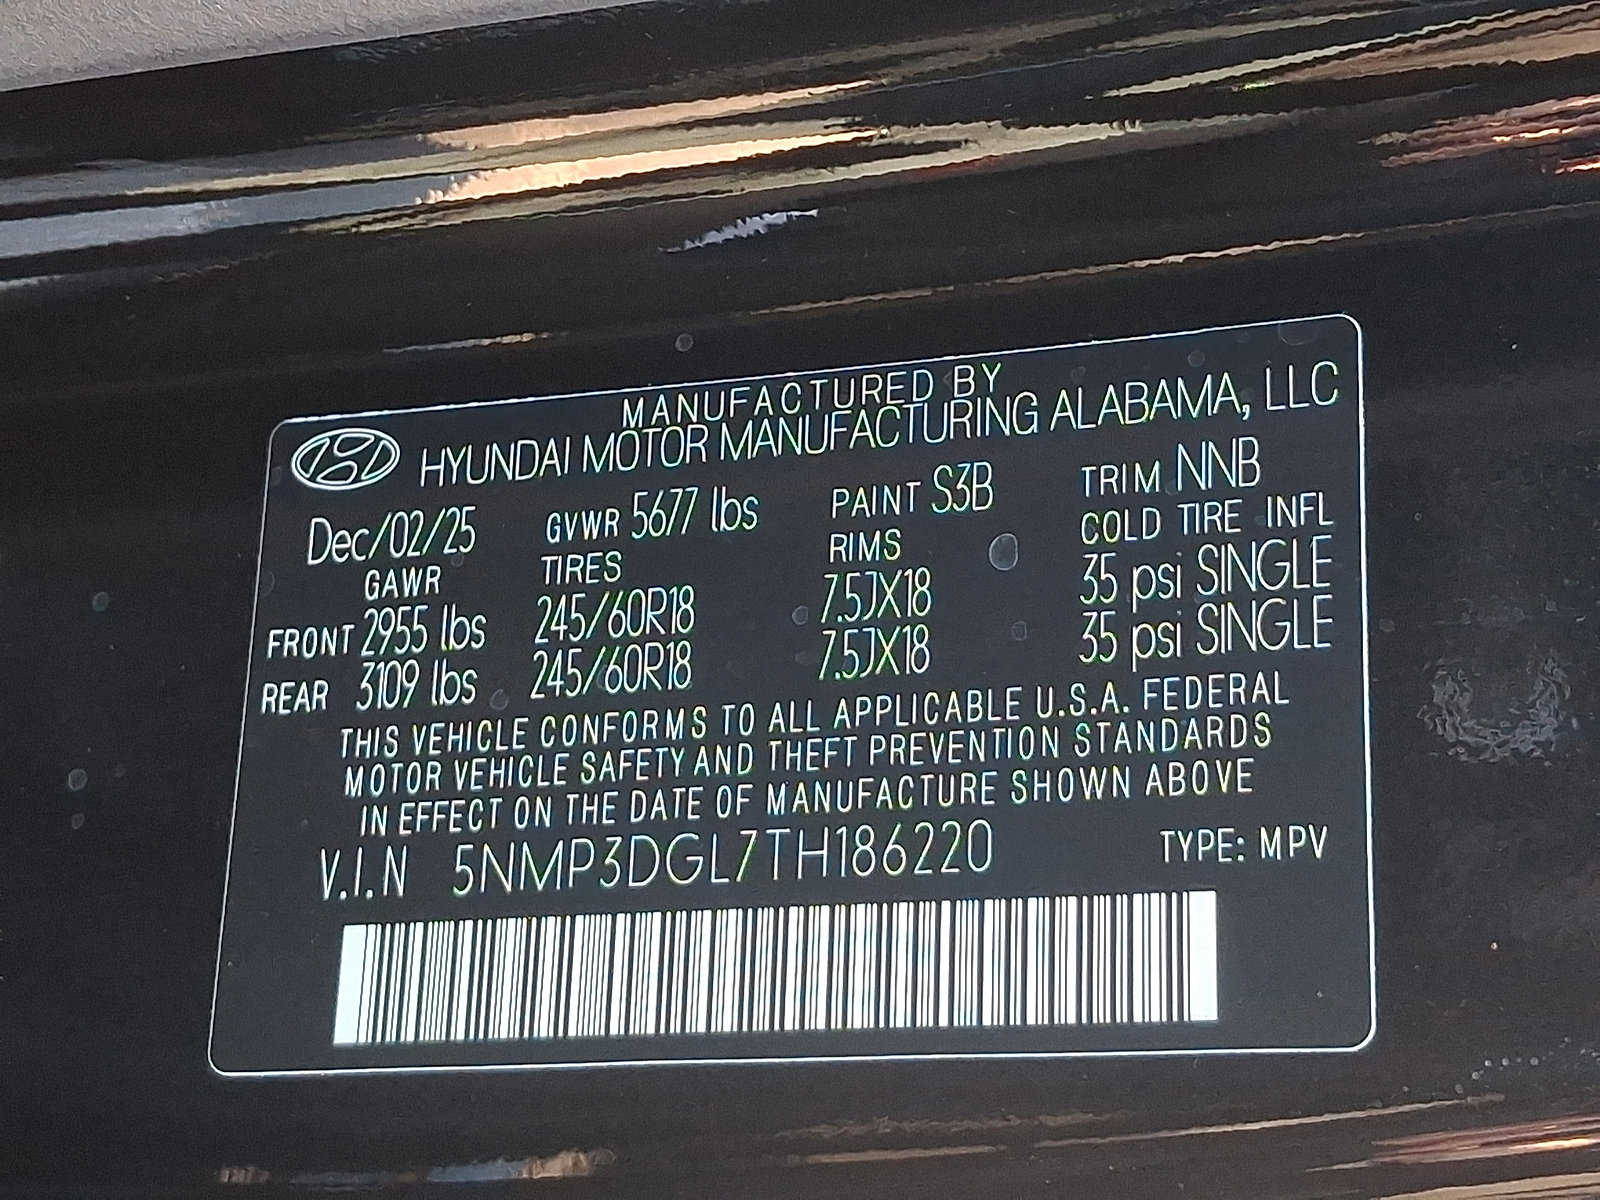 MANUFACTURED BY
HYUNDAI MOTOR MANUFACTURING ALABAMA, LLC
Dec/02/25 GVWR 5677 lbs PAINT S3B TRIM NNB
GAWR TIRES RIMS COLD TIRE INFL
FRONT 2955 lbs 245/60R18 7.5JX18 35 psi SINGLE
REAR 3109 lbs 245/60R18 7.5JX18 35 psi SINGLE
THIS VEHICLE CONFORMS TO ALL APPLICABLE U.S.A. FEDERAL
MOTOR VEHICLE SAFETY AND THEFT PREVENTION STANDARDS
IN EFFECT ON THE DATE OF MANUFACTURE SHOWN ABOVE
V.I.N 5NMP3DGL7TH186220 TYPE: MPV